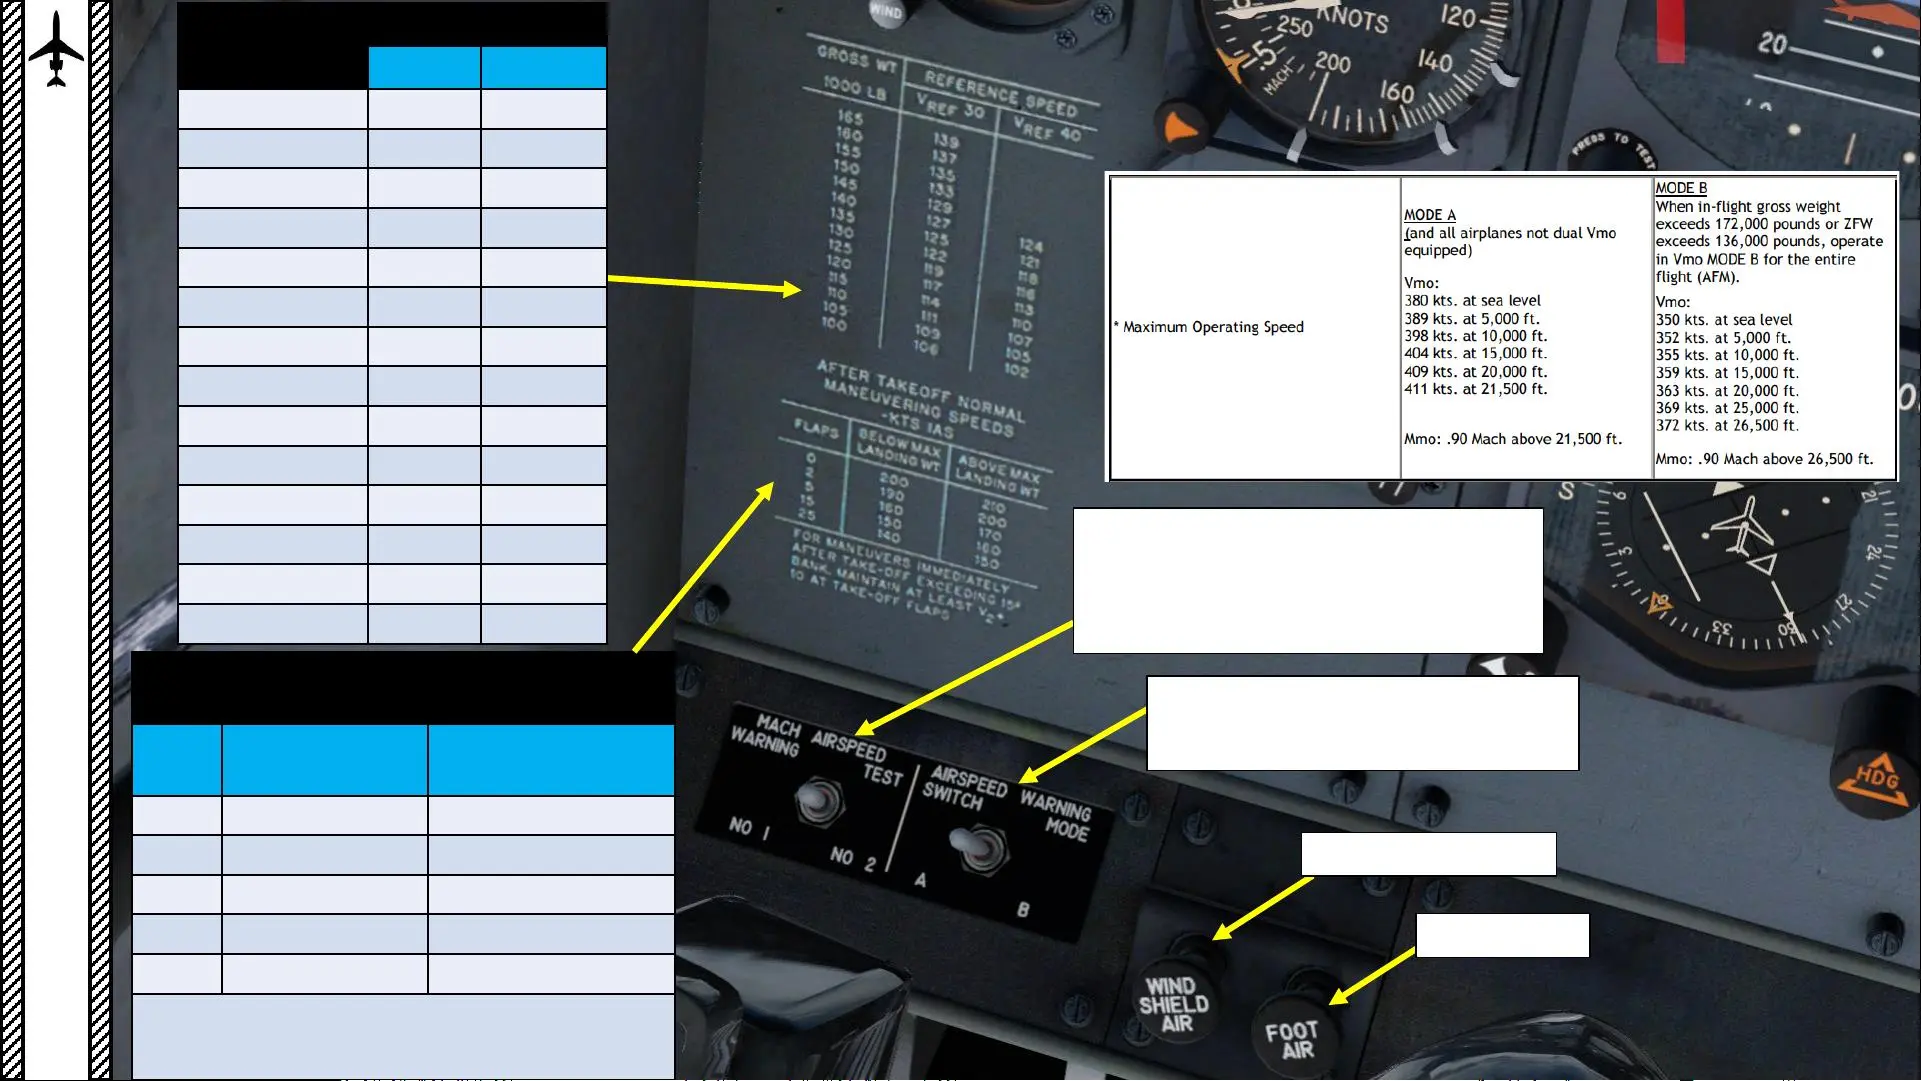 WIND
GROSS WT
1000 LB
REFERENCE SPEED
VREF 30
VREF 40
165 139
160 137
155 135
150 133
145 129
140 127
135 125 124
130 122 121
125 119 118
120 117 116
115 114 113
110 111 110
105 109 107
100 106 105
102
AFTER TAKEOFF NORMAL
MANEUVERING SPEEDS
-KTS IAS
FLAPS
BELOW MAX
LANDING WT
ABOVE MAX
LANDING WT
0 200 210
2 190 200
5 160 170
15 150 160
25 140 150
FOR MANEUVERS IMMEDIATELY
AFTER TAKE-OFF EXCEEDING 15°
BANK, MAINTAIN AT LEAST V2+
10 AT TAKE-OFF FLAPS
KNOTS
250
.5
MACH
200
160
140
120
20
PRESS TO TEST
* Maximum Operating Speed
MODE A
(and all airplanes not dual Vmo
equipped)
Vmo:
380 kts. at sea level
389 kts. at 5,000 ft.
398 kts. at 10,000 ft.
404 kts. at 15,000 ft.
409 kts. at 20,000 ft.
411 kts. at 21,500 ft.
Mmo: .90 Mach above 21,500 ft.
MODE B
When in-flight gross weight
exceeds 172,000 pounds or ZFW
exceeds 136,000 pounds, operate
in Vmo MODE B for the entire
flight (AFM).
Vmo:
350 kts. at sea level
352 kts. at 5,000 ft.
355 kts. at 10,000 ft.
359 kts. at 15,000 ft.
363 kts. at 20,000 ft.
369 kts. at 25,000 ft.
372 kts. at 26,500 ft.
Mmo: .90 Mach above 26,500 ft.
S
6
3
33
30
27
24
21
HDG
MACH AIRSPEED
WARNING TEST
NO 1
NO 2
AIRSPEED WARNING
SWITCH MODE
A
B
WIND
SHIELD
AIR
FOOT
AIR